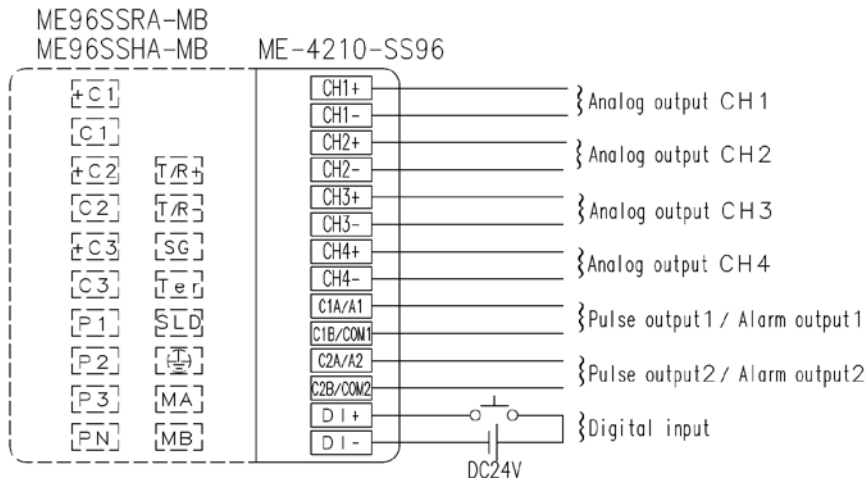 ME96SSRA-MB
ME96SSHA-MB ME-4210-SS96
+C1
C1
+C2 T/R+
C2 T/R-
+C3 SG
C3 Ter
P1 SLD
P2
P3 MA
PN MB
CH1+
CH1-
CH2+
CH2-
CH3+
CH3-
CH4+
CH4-
C1A/A1
C1B/COM1
C2A/A2
C2B/COM2
DI+
DI-
Analog output CH1
Analog output CH2
Analog output CH3
Analog output CH4
Pulse output1/ Alarm output1
Pulse output2/ Alarm output2
Digital input
DC24V